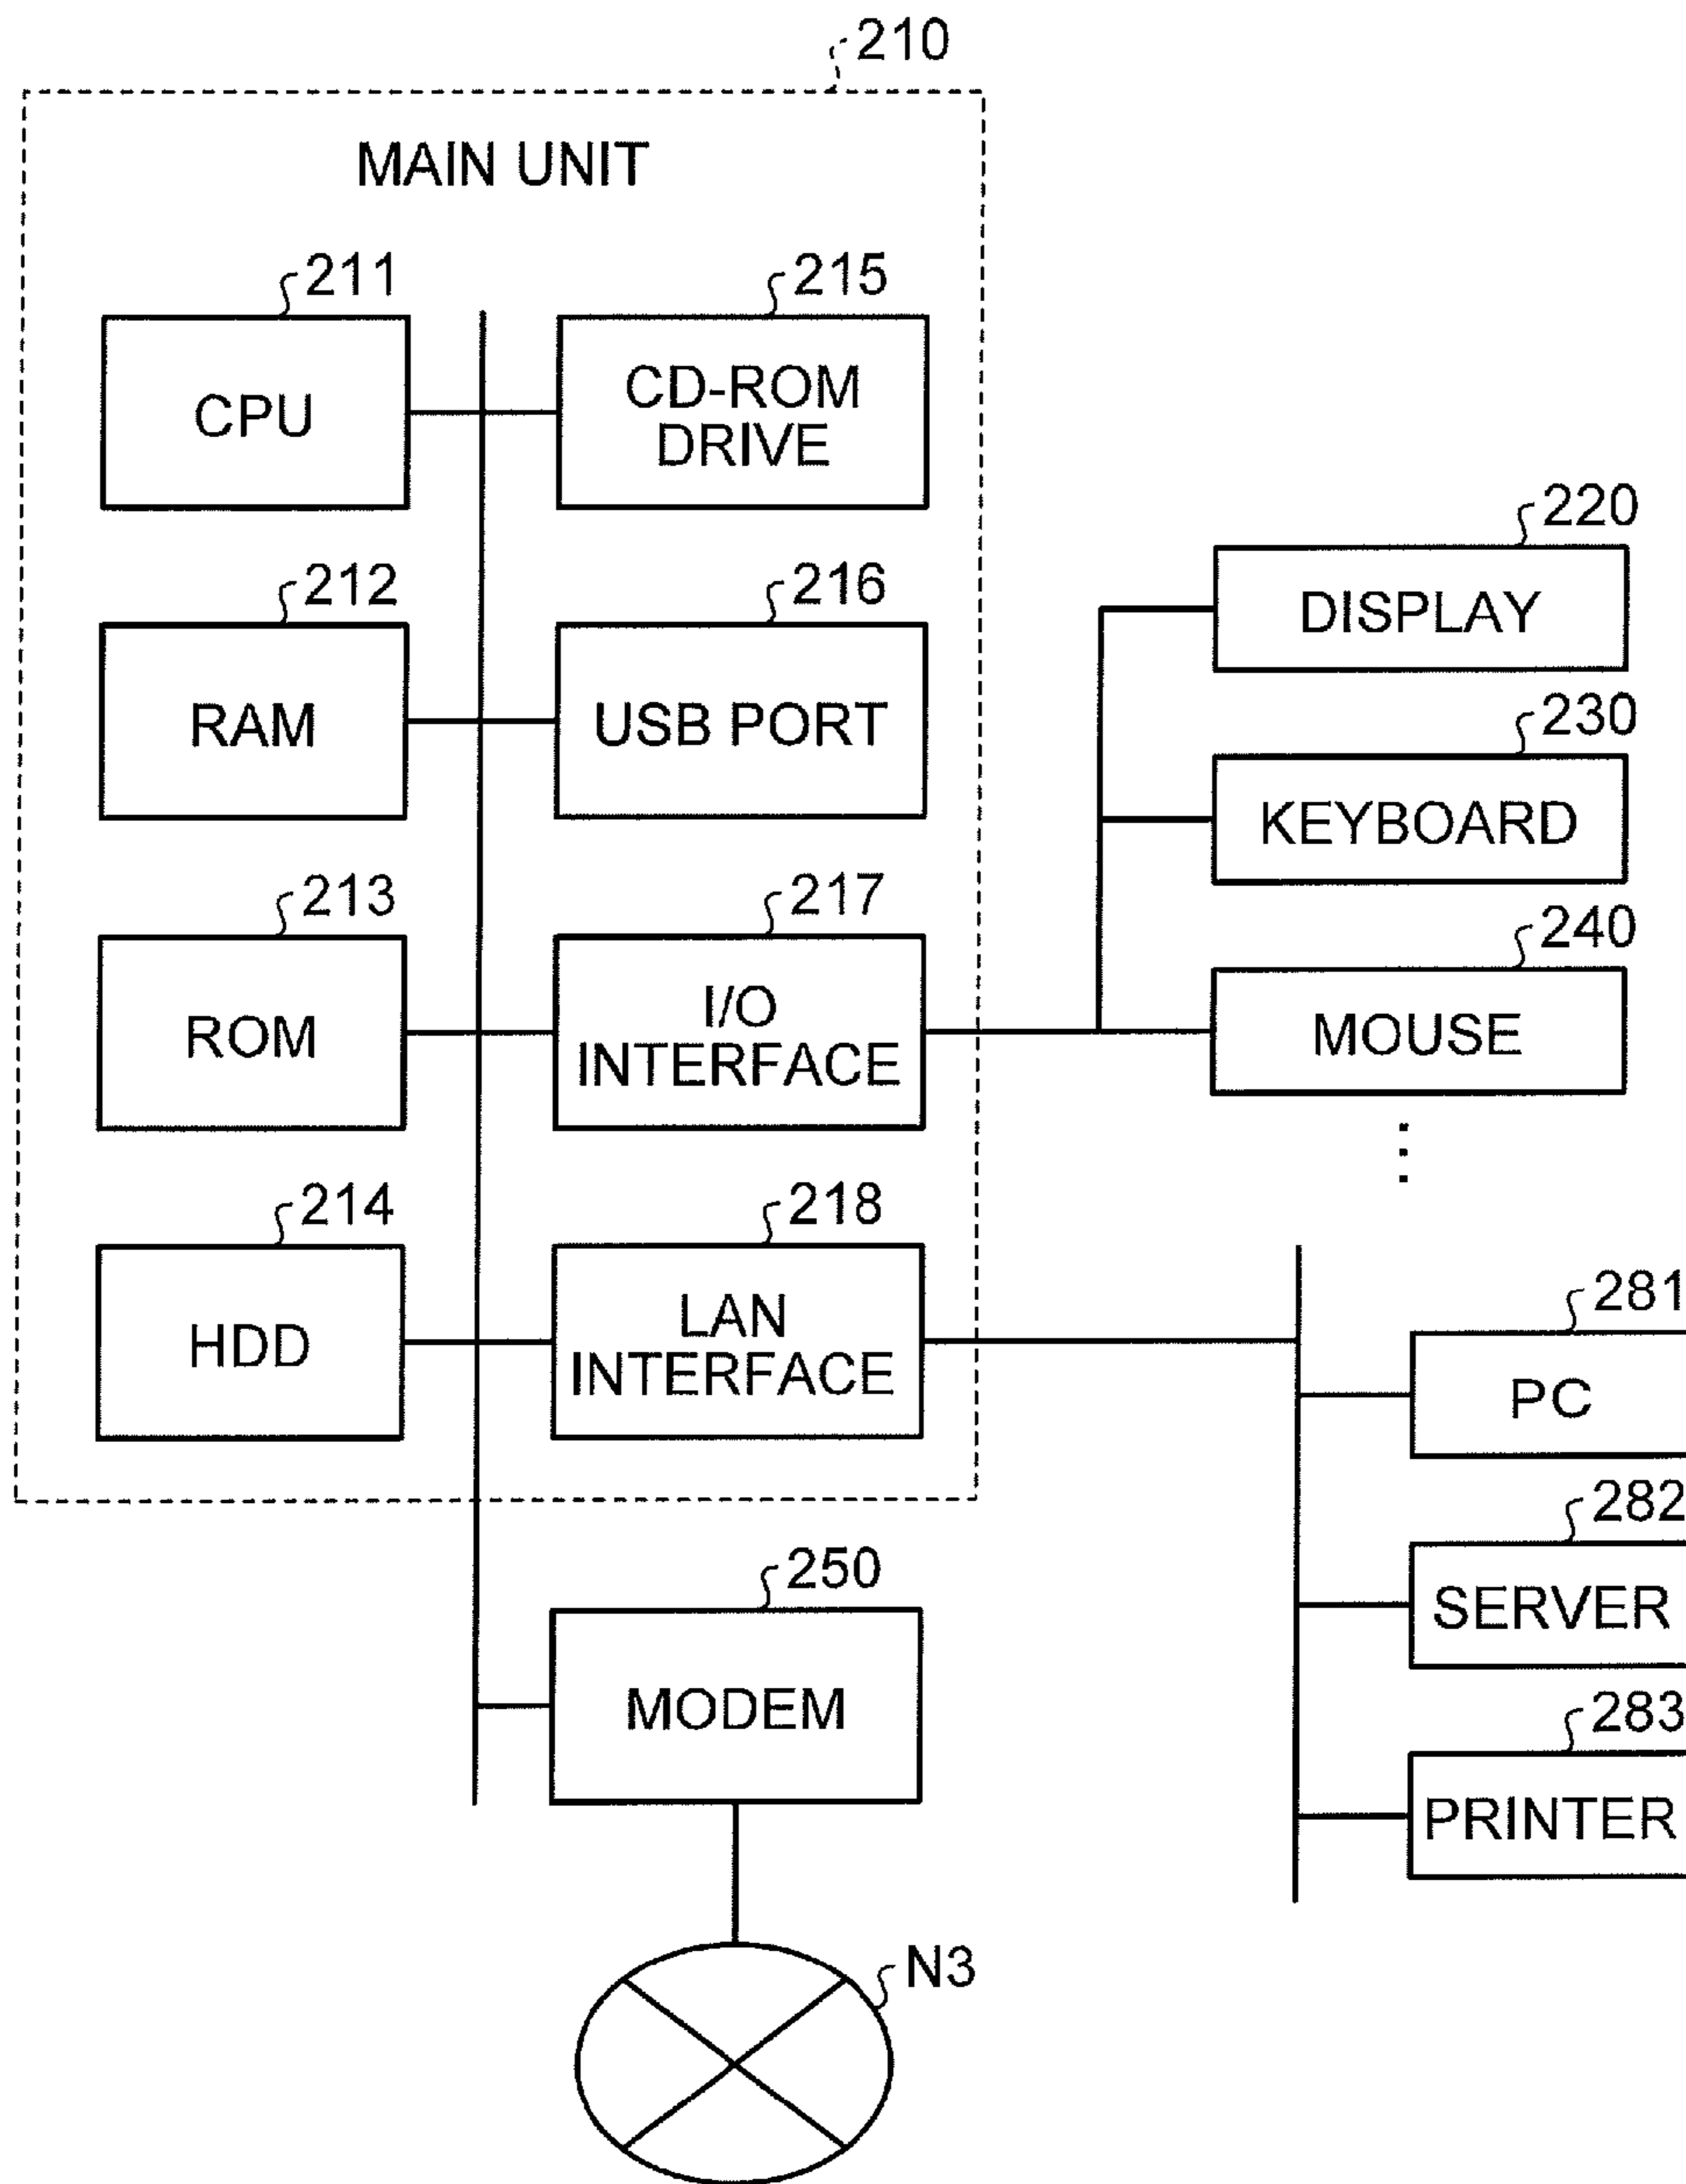 210
MAIN UNIT
211
CPU
215
CD-ROM
DRIVE
212
RAM
216
USB PORT
213
ROM
217
I/O
INTERFACE
214
HDD
218
LAN
INTERFACE
220
DISPLAY
230
KEYBOARD
240
MOUSE
⋮
281
PC
282
SERVER
283
PRINTER
250
MODEM
N3